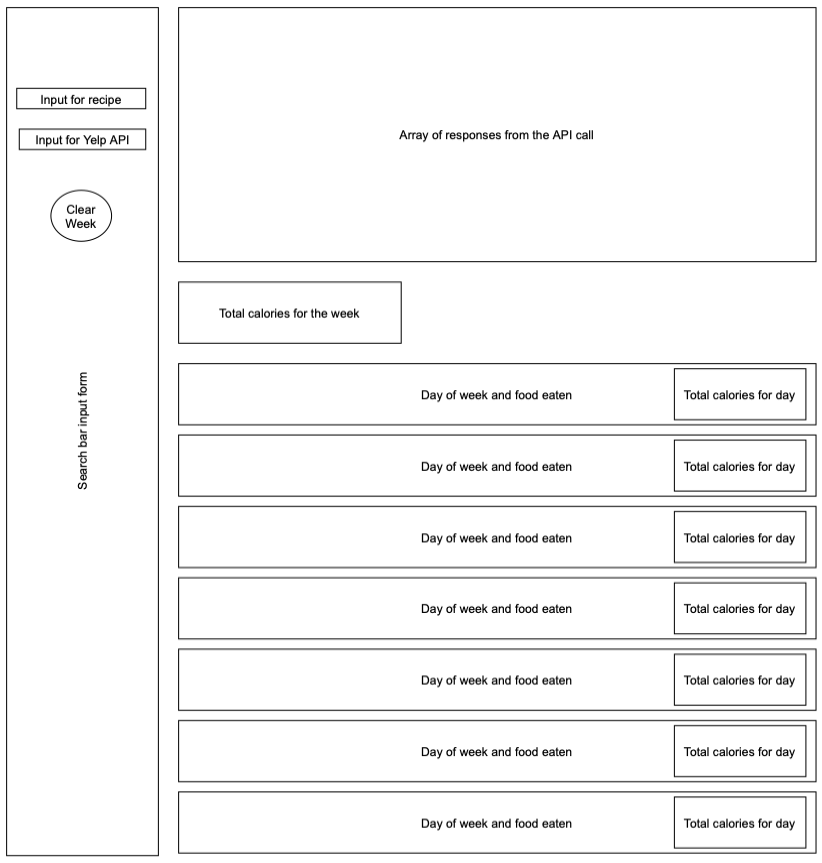 Input for recipe
Input for Yelp API
Clear
Week
Search bar input form
Array of responses from the API call
Total calories for the week
Day of week and food eaten
Total calories for day
Day of week and food eaten
Total calories for day
Day of week and food eaten
Total calories for day
Day of week and food eaten
Total calories for day
Day of week and food eaten
Total calories for day
Day of week and food eaten
Total calories for day
Day of week and food eaten
Total calories for day